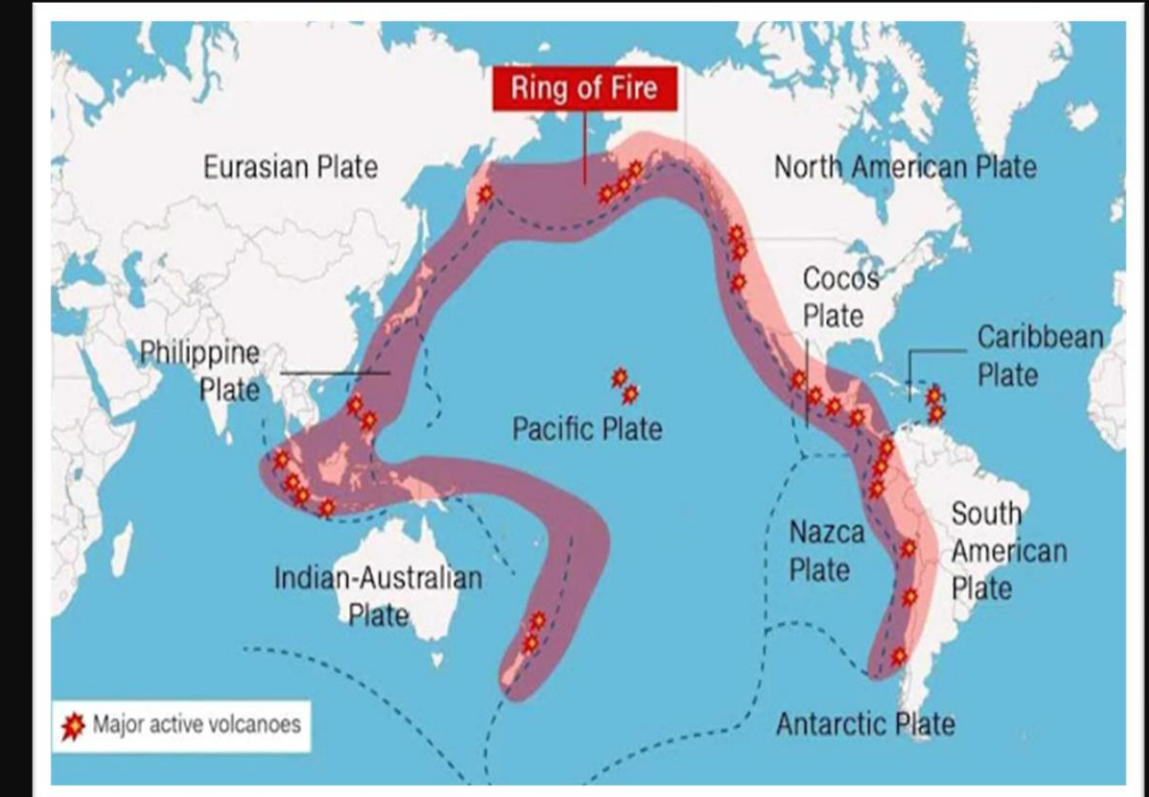 Ring of Fire
Eurasian Plate
North American Plate
Cocos
Plate
Philippine
Plate
Caribbean
Plate
Pacific Plate
Nazca
Plate
South
American
Plate
Indian-Australian
Plate
Antarctic Plate
Major active volcanoes